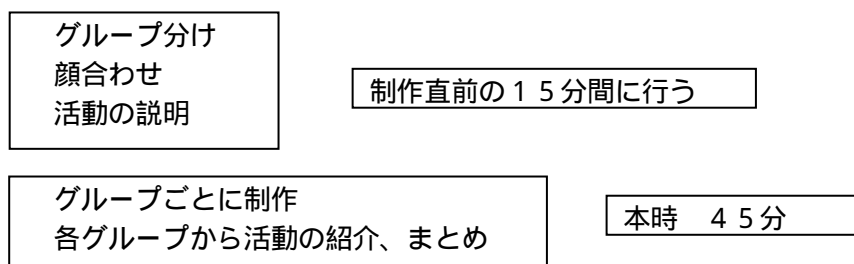 グループ分け
顔合わせ
活動の説明
制作直前の１５分間に行う
グループごとに制作
各グループから活動の紹介、まとめ
本時　４５分